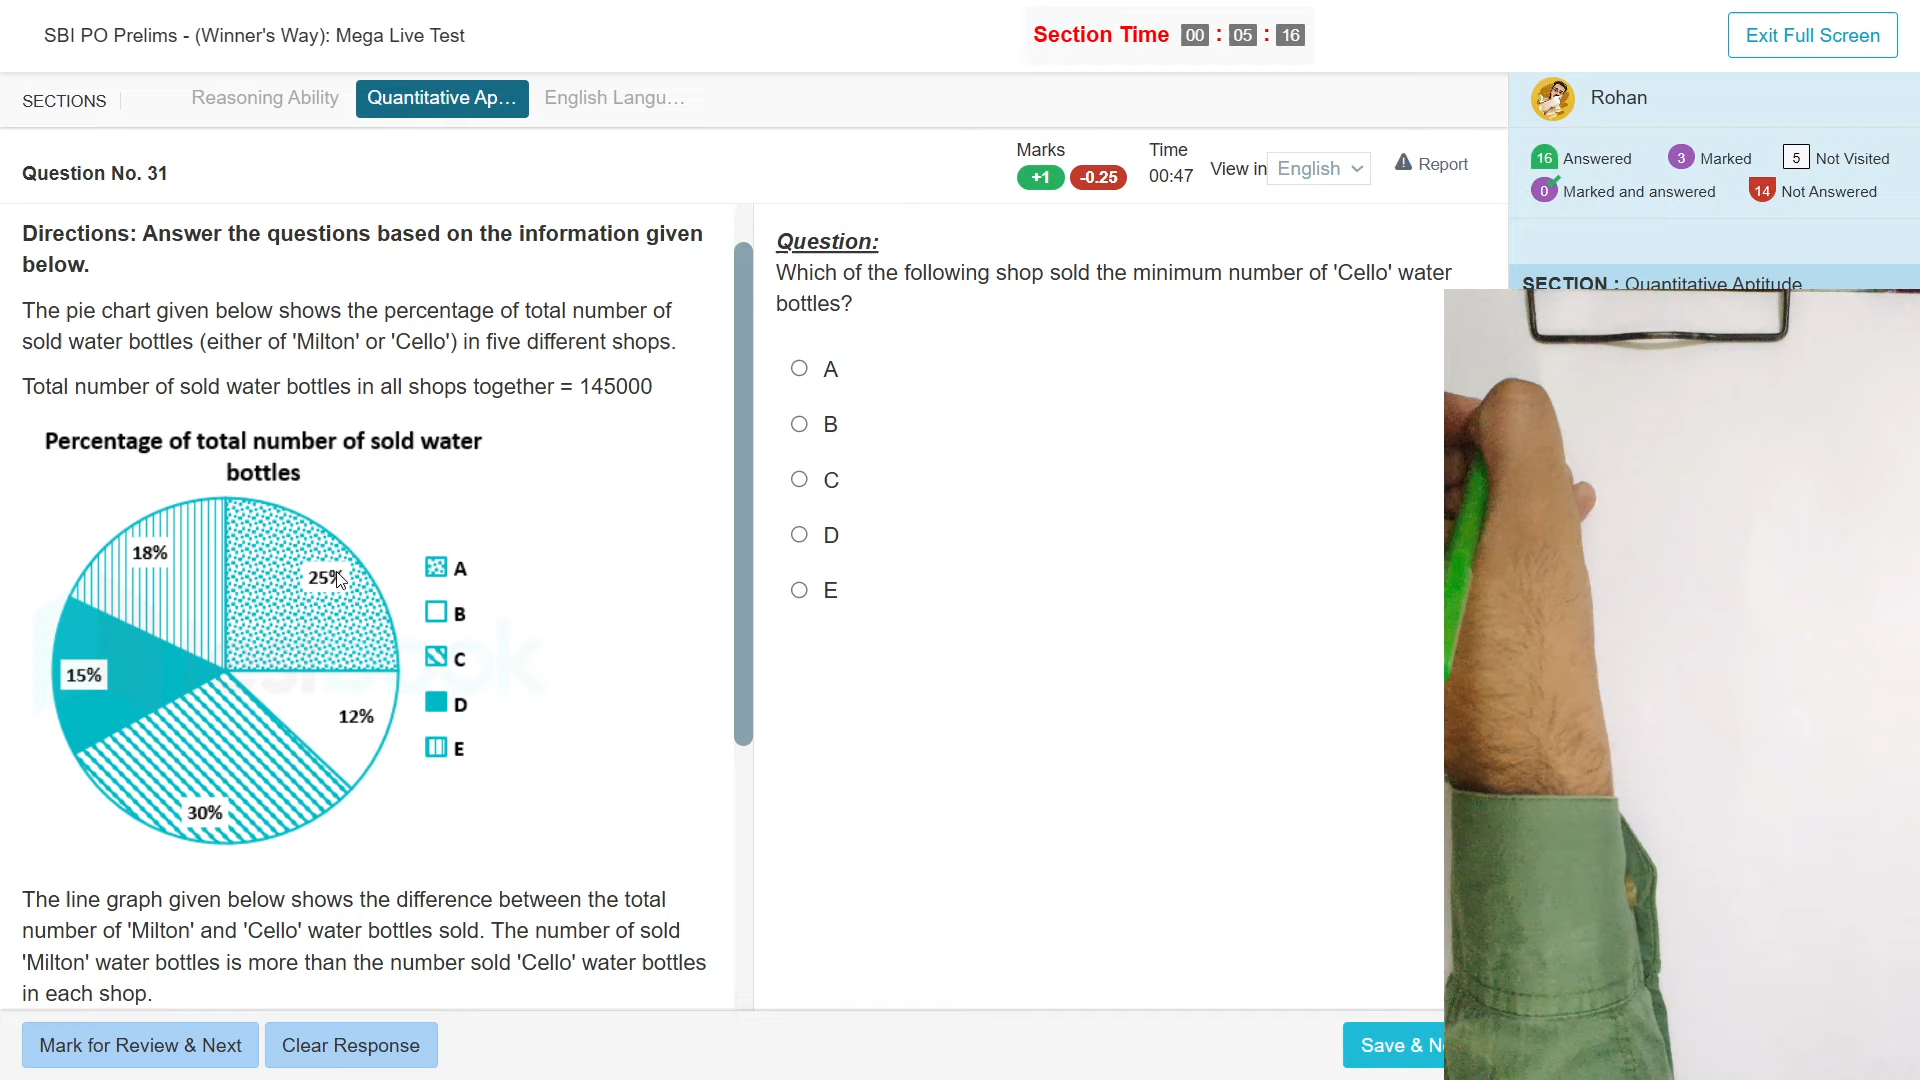 SBI PO Prelims - (Winner's Way): Mega Live Test
Section Time 00 : 05 : 16
Exit Full Screen
SECTIONS
Reasoning Ability
Quantitative Ap...
English Langu...
Rohan
Question No. 31
Marks
+1 -0.25
Time
00:47
View in English
Report
16 Answered
3 Marked
5 Not Visited
0 Marked and answered
14 Not Answered
SECTION : Quantitative Aptitude
Directions: Answer the questions based on the information given
below.
The pie chart given below shows the percentage of total number of
sold water bottles (either of 'Milton' or 'Cello') in five different shops.
Total number of sold water bottles in all shops together = 145000
Percentage of total number of sold water
bottles
18%
25%
15%
12%
30%
A
B
C
D
E
The line graph given below shows the difference between the total
number of 'Milton' and 'Cello' water bottles sold. The number of sold
'Milton' water bottles is more than the number sold 'Cello' water bottles
in each shop.
Question:
Which of the following shop sold the minimum number of 'Cello' water
bottles?
A
B
C
D
E
Mark for Review & Next
Clear Response
Save &